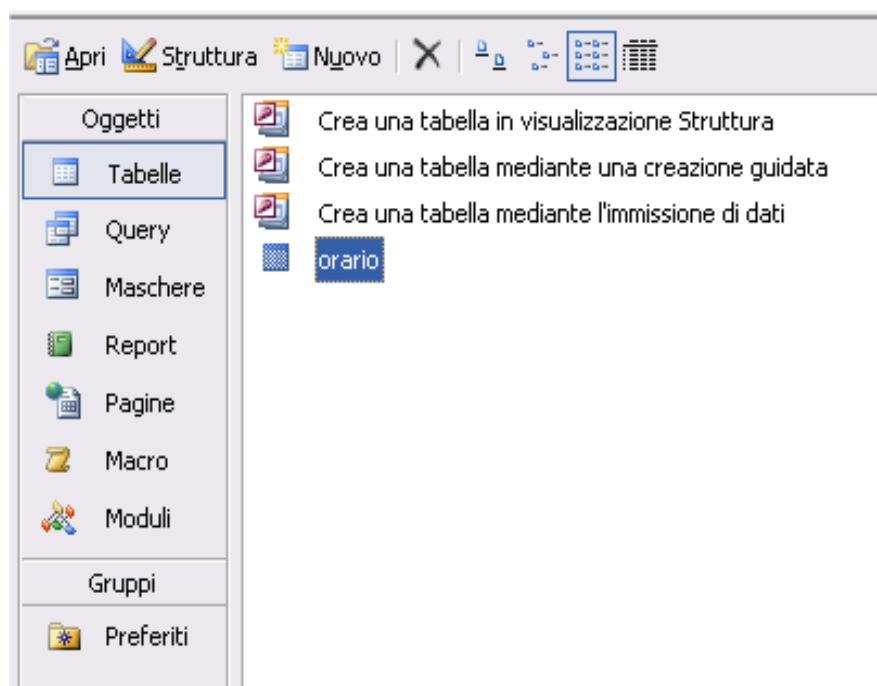 Apri Struttura Nuovo
Oggetti
Tabelle
Query
Maschere
Report
Pagine
Macro
Moduli
Gruppi
Preferiti
Crea una tabella in visualizzazione Struttura
Crea una tabella mediante una creazione guidata
Crea una tabella mediante l'immissione di dati
orario